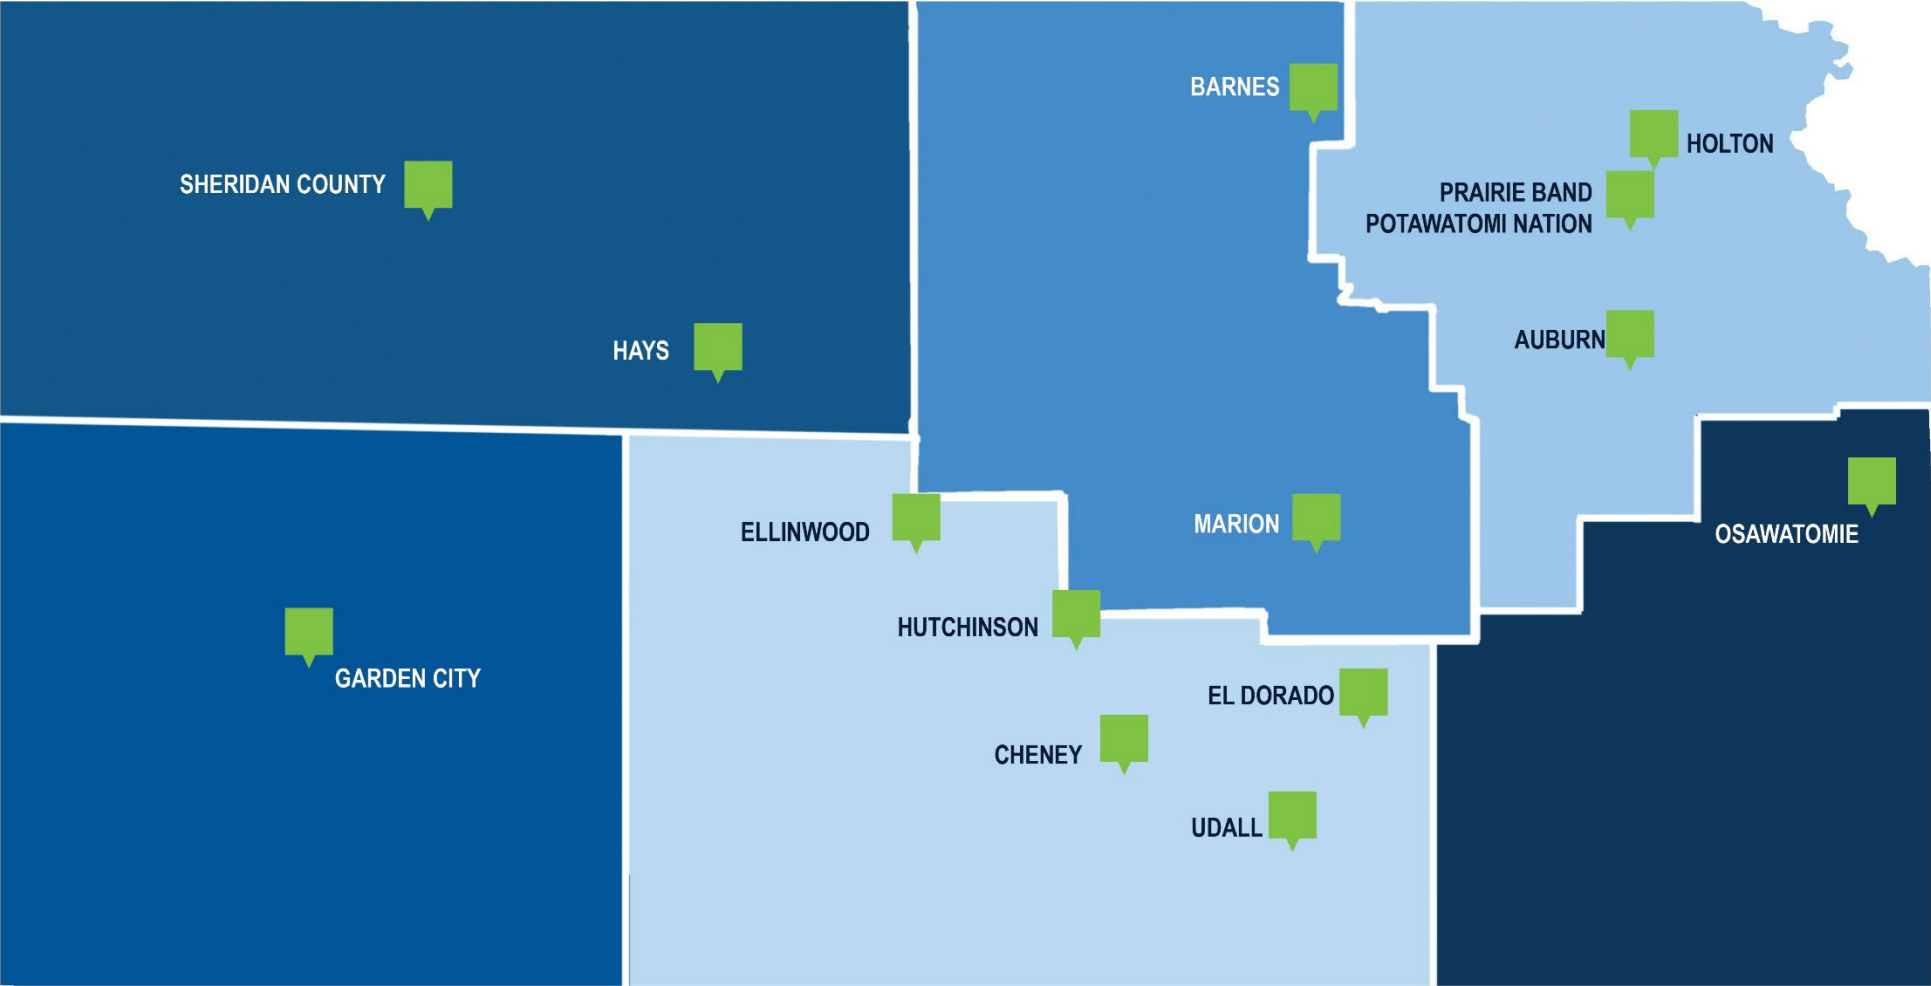 BARNES
HOLTON
SHERIDAN COUNTY
PRAIRIE BAND
POTAWATOMI NATION
HAYS
AUBURN
ELLINWOOD
MARION
OSAWATOMIE
HUTCHINSON
GARDEN CITY
EL DORADO
CHENEY
UDALL